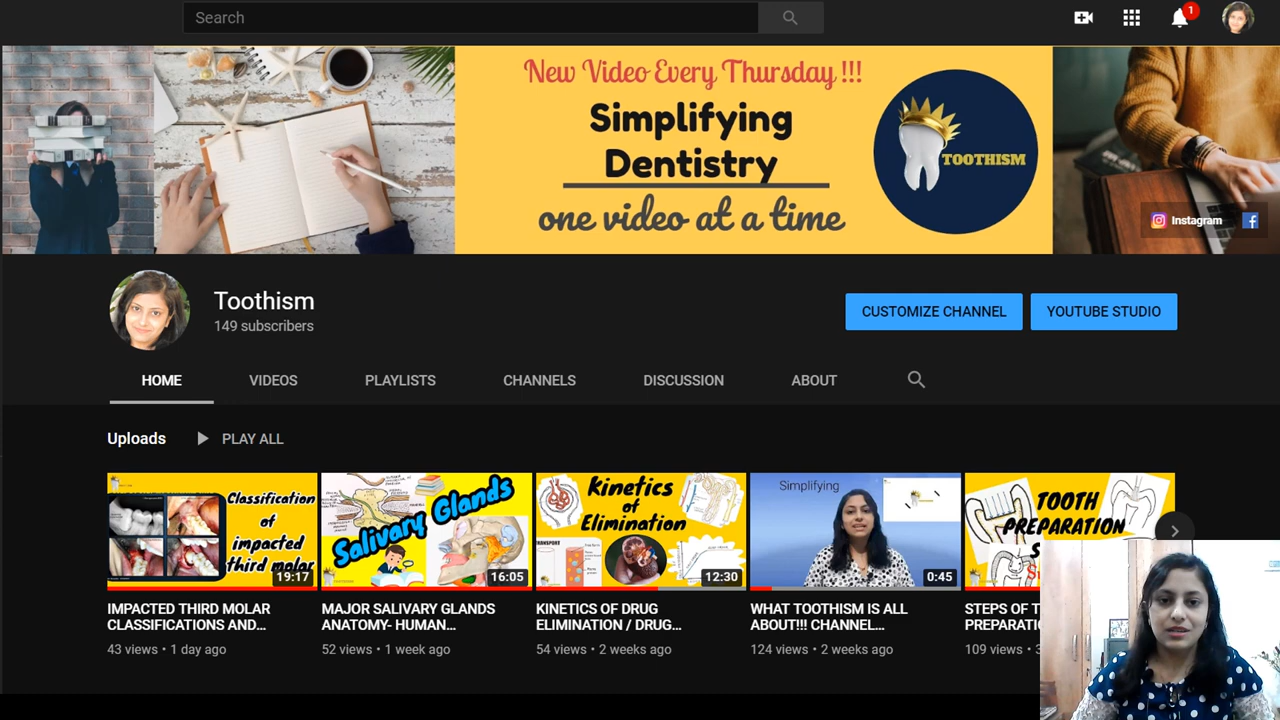 Search
1
New Video Every Thursday !!!
Simplifying
Dentistry
one video at a time
TOOTHISM
Instagram
Toothism
149 subscribers
CUSTOMIZE CHANNEL
YOUTUBE STUDIO
HOME
VIDEOS
PLAYLISTS
CHANNELS
DISCUSSION
ABOUT
Uploads
PLAY ALL
Classification
of
impacted
third molar
19:17
Salivary Glands
16:05
Kinetics
of
Elimination
TRANSPORT
12:30
Simplifying
0:45
TOOTH
PREPARATION
IMPACTED THIRD MOLAR
CLASSIFICATIONS AND...
43 views • 1 day ago
MAJOR SALIVARY GLANDS
ANATOMY- HUMAN...
52 views • 1 week ago
KINETICS OF DRUG
ELIMINATION / DRUG...
54 views • 2 weeks ago
WHAT TOOTHISM IS ALL
ABOUT!!! CHANNEL...
124 views • 2 weeks ago
STEPS OF
109 views •